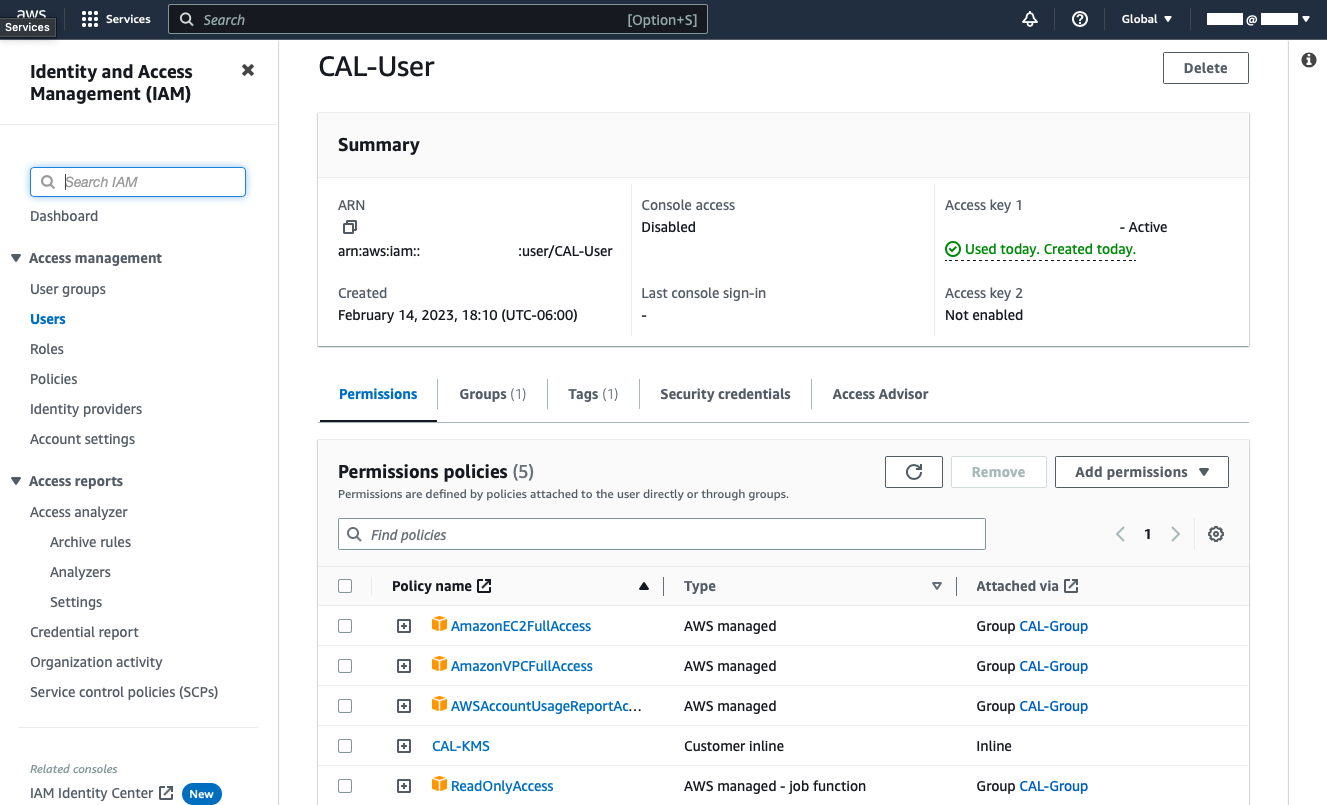 aws
Services
Services
Search
[Option+S]
Global
@
Identity and Access
Management (IAM)
Search IAM
Dashboard
Access management
User groups
Users
Roles
Policies
Identity providers
Account settings
Access reports
Access analyzer
Archive rules
Analyzers
Settings
Credential report
Organization activity
Service control policies (SCPs)
Related consoles
IAM Identity Center New
CAL-User
Delete
Summary
ARN
arn:aws:iam:: :user/CAL-User
Created
February 14, 2023, 18:10 (UTC-06:00)
Console access
Disabled
Last console sign-in
-
Access key 1
- Active
Used today. Created today.
Access key 2
Not enabled
Permissions
Groups (1)
Tags (1)
Security credentials
Access Advisor
Permissions policies (5)
Permissions are defined by policies attached to the user directly or through groups.
Remove
Add permissions
Find policies
1
Policy name Type Attached via
AmazonEC2FullAccess AWS managed Group CAL-Group
AmazonVPCFullAccess AWS managed Group CAL-Group
AWSAccountUsageReportAc... AWS managed Group CAL-Group
CAL-KMS Customer inline Inline
ReadOnlyAccess AWS managed - job function Group CAL-Group